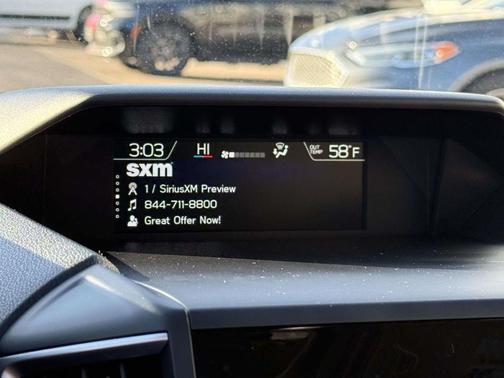 3:03 HI OUT TEMP 58°F
sxm
1 / SiriusXM Preview
844-711-8800
Great Offer Now!